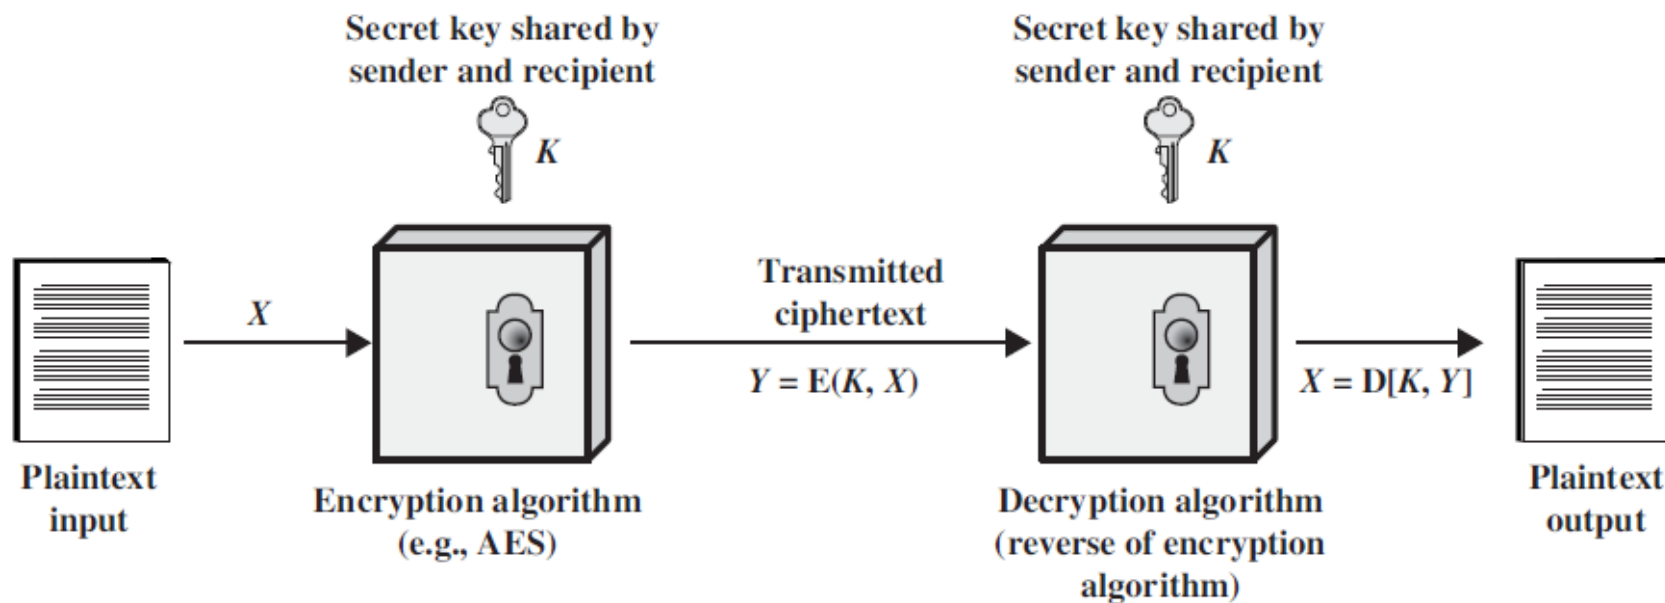 Secret key shared by
sender and recipient
K
Secret key shared by
sender and recipient
K
X
Transmitted
ciphertext
Y = E(K, X)
X = D[K, Y]
Plaintext
input
Encryption algorithm
(e.g., AES)
Decryption algorithm
(reverse of encryption
algorithm)
Plaintext
output